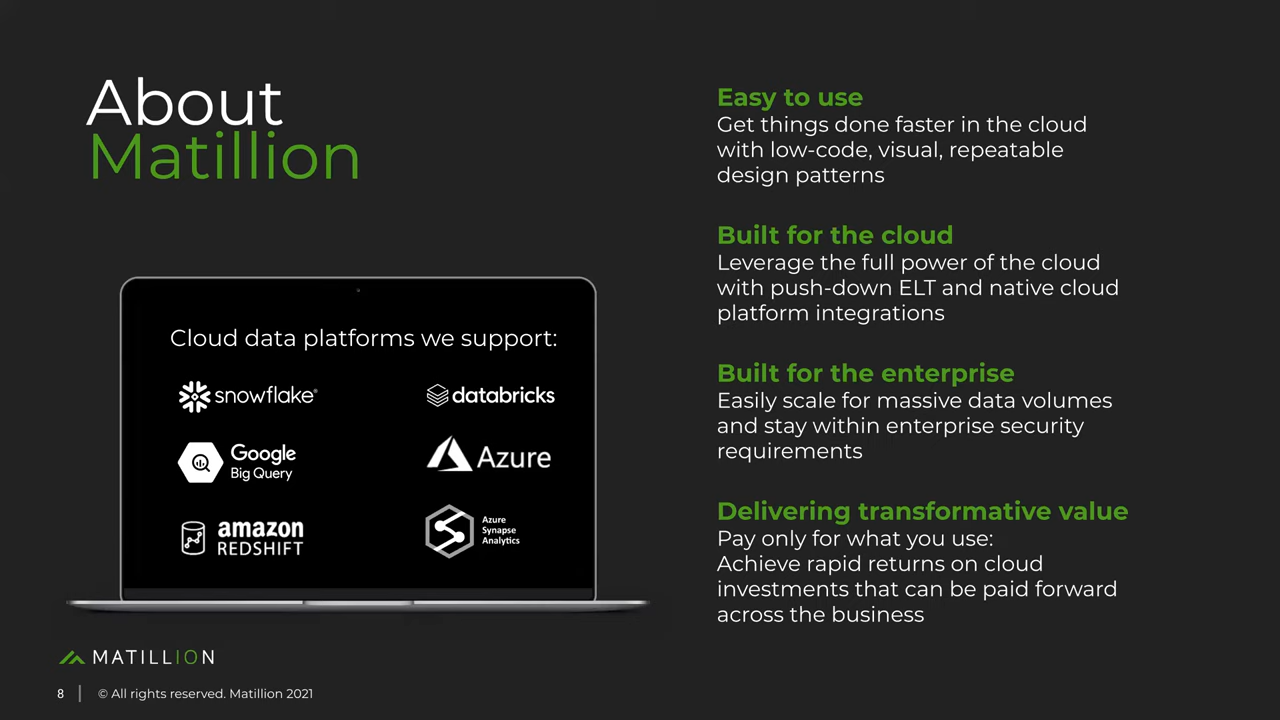 About
Matillion
Cloud data platforms we support:
snowflake®
databricks
Google
Big Query
Azure
amazon
REDSHIFT
Azure
Synapse
Analytics
Easy to use
Get things done faster in the cloud
with low-code, visual, repeatable
design patterns
Built for the cloud
Leverage the full power of the cloud
with push-down ELT and native cloud
platform integrations
Built for the enterprise
Easily scale for massive data volumes
and stay within enterprise security
requirements
Delivering transformative value
Pay only for what you use:
Achieve rapid returns on cloud
investments that can be paid forward
across the business
MATILLION
8 | © All rights reserved. Matillion 2021